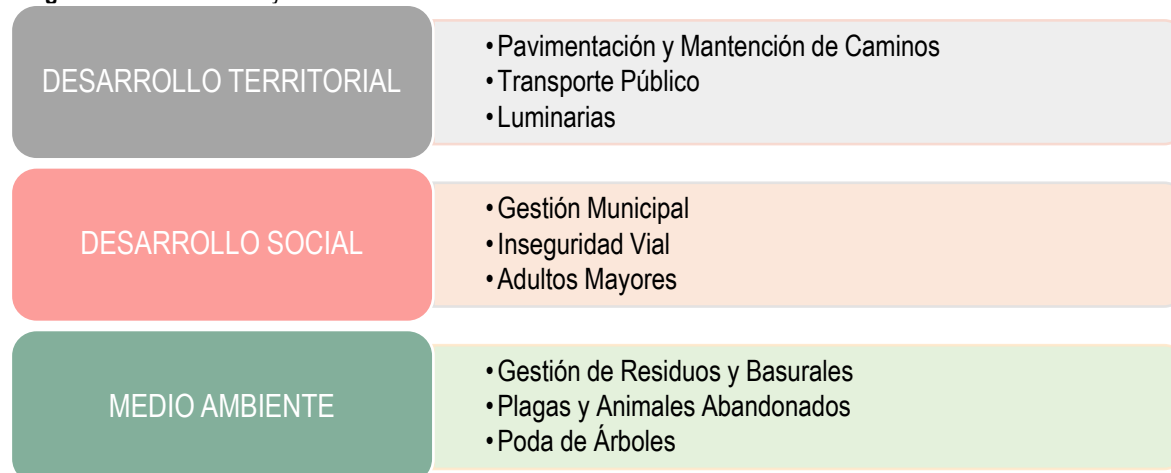 DESARROLLO TERRITORIAL
• Pavimentación y Mantención de Caminos
• Transporte Público
• Luminarias
DESARROLLO SOCIAL
• Gestión Municipal
• Inseguridad Vial
• Adultos Mayores
MEDIO AMBIENTE
• Gestión de Residuos y Basurales
• Plagas y Animales Abandonados
• Poda de Árboles